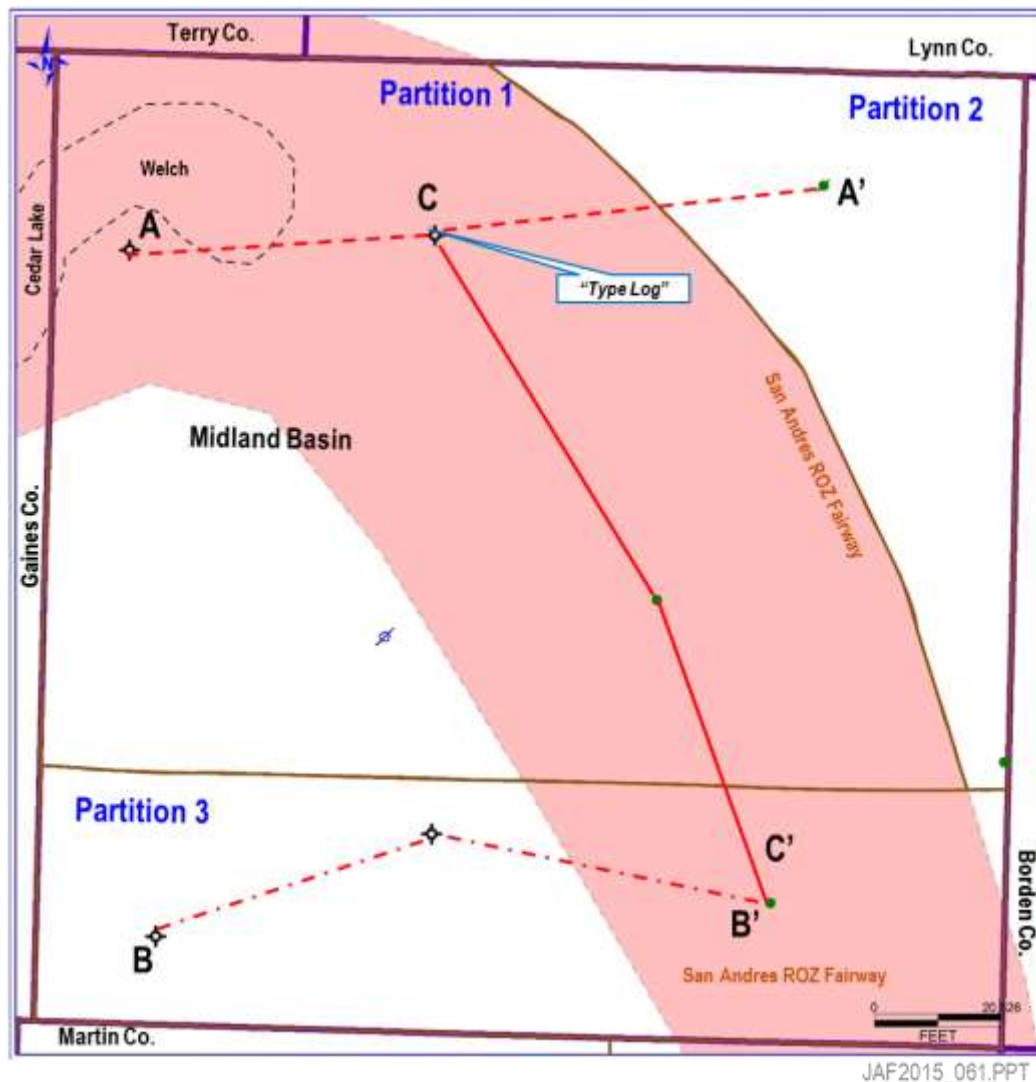 Terry Co.
Lynn Co.
N
Partition 1
Partition 2
Welch
A
C
A’
Cedar Lake
“Type Log”
San Andres ROZ Fairway
Midland Basin
Gaines Co.
Partition 3
C’
B
B’
Borden Co.
San Andres ROZ Fairway
0
FEET
Martin Co.
JAF2015_061.PPT